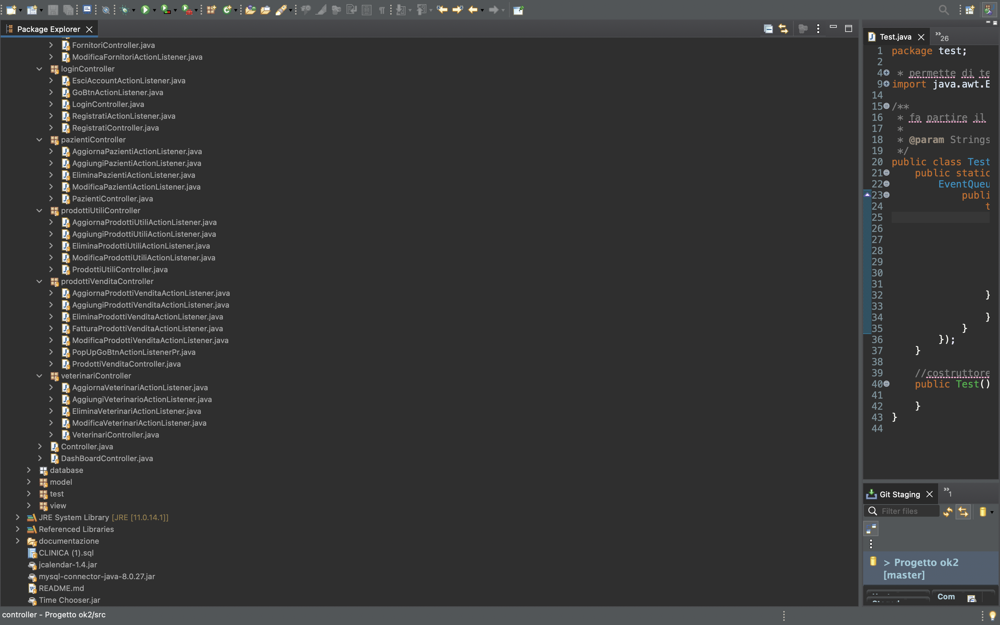 Package Explorer
FornitoriController.java
ModificaFornitoriActionListener.java
loginController
EsciAccountActionListener.java
GoBtnActionListener.java
LoginController.java
RegistratiActionListener.java
RegistratiController.java
pazientiController
AggiornaPazientiActionListener.java
AggiungiPazientiActionListener.java
EliminaPazientiActionListener.java
ModificaPazientiActionListener.java
PazientiController.java
prodottiUtiliController
AggiornaProdottiUtiliActionListener.java
AggiungiProdottiUtiliActionListener.java
EliminaProdottiUtiliActionListener.java
ModificaProdottiUtiliActionListener.java
ProdottiUtiliController.java
prodottiVenditaController
AggiornaProdottiVenditaActionListener.java
AggiungiProdottiVenditaActionListener.java
EliminaProdottiVenditaActionListener.java
FatturaProdottiVenditaActionListener.java
ModificaProdottiVenditaActionListener.java
PopUpGoBtnActionListenerPr.java
ProdottiVenditaController.java
veterinariController
AggiornaVeterinariActionListener.java
AggiungiVeterinarioActionListener.java
EliminaVeterinariActionListener.java
ModificaVeterinariActionListener.java
VeterinariController.java
Controller.java
DashBoardController.java
database
model
test
view
JRE System Library [JRE [11.0.14.1]]
Referenced Libraries
documentazione
CLINICA (1).sql
jcalendar-1.4.jar
mysql-connector-java-8.0.27.jar
README.md
Time Chooser.jar
controller - Progetto ok2/src
Test.java
»26
1 package test;
2
4 * permette di te
9 import java.awt.E
14
15 /**
16 * fa partire il
17 *
18 * @param Strings
19 */
20 public class Test
21 public static
22 EventQueu
23 publi
24 t
25
26
27
28
29
30
31
32 }
33
34 }
35 }
36 });
37 }
38
39 //costruttore
40 public Test()
41
42 }
43 }
44
Git Staging
»1
Filter files
> Progetto ok2
[master]
Com